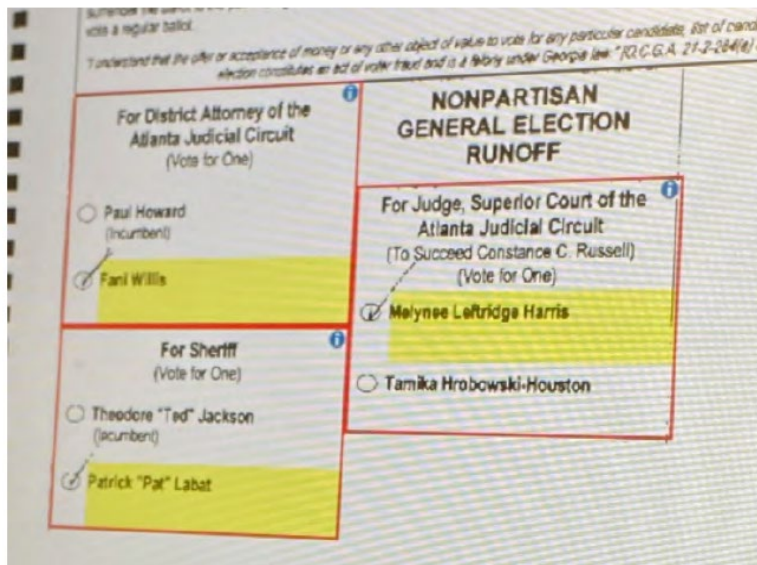 vote a regular ballot.
"I understand that the offer or acceptance of money or any other object of value to vote for any particular candidate, list of
election constitutes an act of voter fraud and is a felony under Georgia law." [O.C.G.A. 21-2-284(e)
For District Attorney of the
Atlanta Judicial Circuit
(Vote for One)
Paul Howard
(Incumbent)
Fani Willis
For Sheriff
(Vote for One)
Theodore "Ted" Jackson
(Incumbent)
Patrick "Pat" Labat
NONPARTISAN
GENERAL ELECTION
RUNOFF
For Judge, Superior Court of the
Atlanta Judicial Circuit
(To Succeed Constance C. Russell)
(Vote for One)
Melynee Leftridge Harris
Tamika Hrobowski-Houston